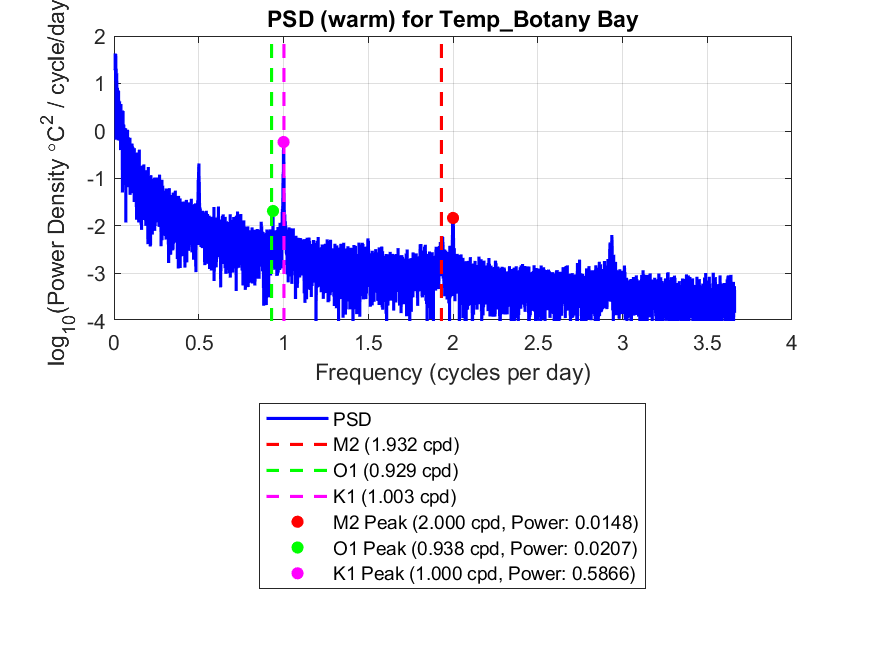 PSD (warm) for Temp_Botany Bay
log10(Power Density °C2 / cycle/day
2
1
0
-1
-2
-3
-4
0 0.5 1 1.5 2 2.5 3 3.5 4
Frequency (cycles per day)
PSD
M2 (1.932 cpd)
O1 (0.929 cpd)
K1 (1.003 cpd)
M2 Peak (2.000 cpd, Power: 0.0148)
O1 Peak (0.938 cpd, Power: 0.0207)
K1 Peak (1.000 cpd, Power: 0.5866)